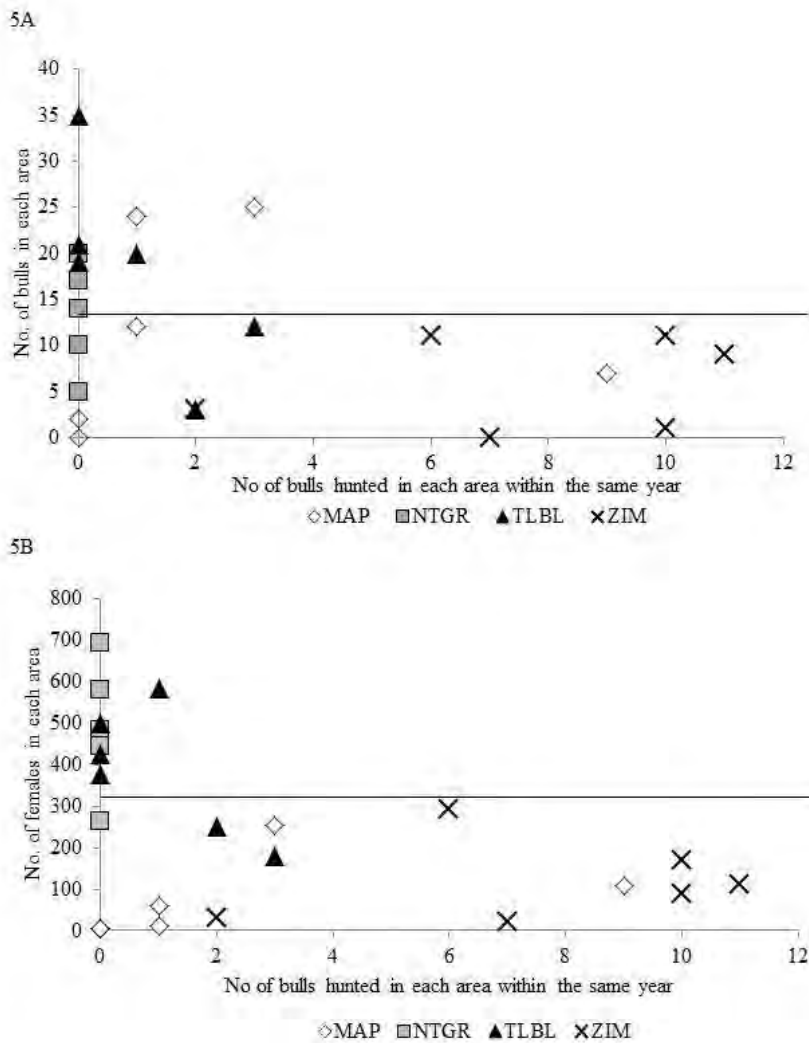 5A
40
35
30
25
20
15
10
5
0
No. of bulls in each area
0 2 4 6 8 10 12
No of bulls hunted in each area within the same year
MAP NTGR TLBL ZIM
5B
800
700
600
500
400
300
200
100
0
No. of females in each area
0 2 4 6 8 10 12
No of bulls hunted in each area within the same year
MAP NTGR TLBL ZIM